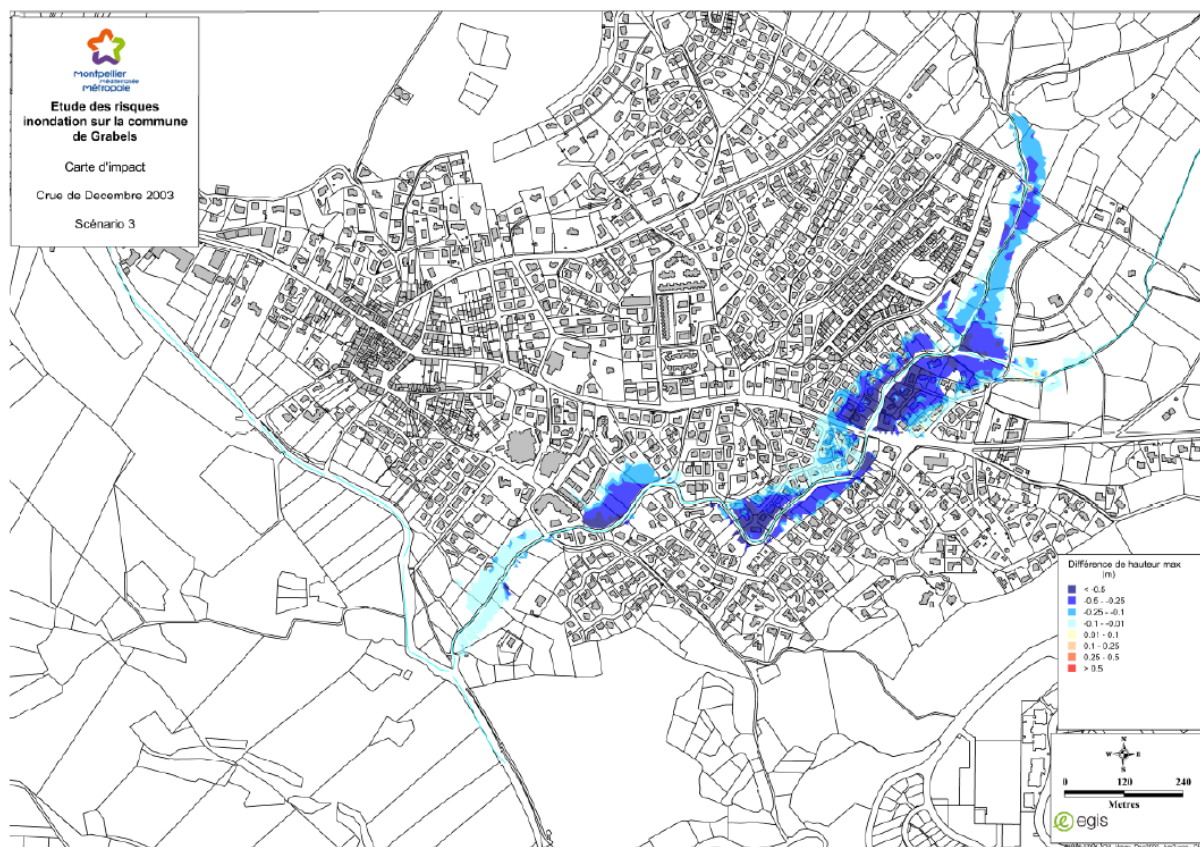 montpellier
méditerranée
métropole
Etude des risques
inondation sur la commune
de Grabels
Carte d'impact
Crue de Decembre 2003
Scénario 3
Différence de hauteur max
(m)
< -0.5
-0.5 - -0.25
-0.25 - -0.1
-0.1 - -0.01
0.01 - 0.1
0.1 - 0.25
0.25 - 0.5
> 0.5
N
W E
S
0 120 240
Metres
egis